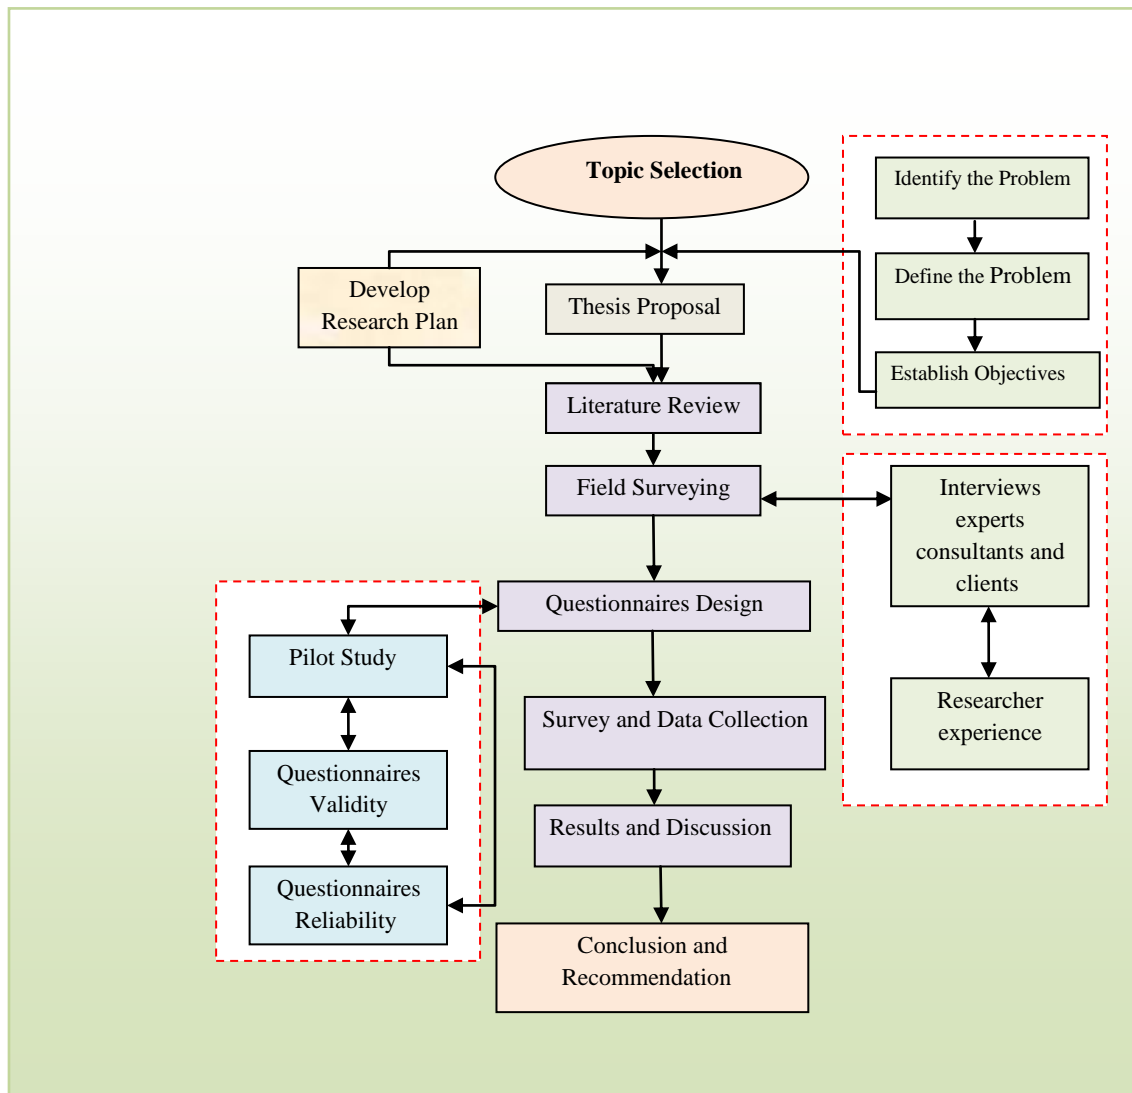 Topic Selection
Identify the Problem
Define the Problem
Establish Objectives
Develop
Research Plan
Thesis Proposal
Literature Review
Field Surveying
Interviews
experts
consultants and
clients
Researcher
experience
Questionnaires Design
Pilot Study
Questionnaires
Validity
Questionnaires
Reliability
Survey and Data Collection
Results and Discussion
Conclusion and
Recommendation